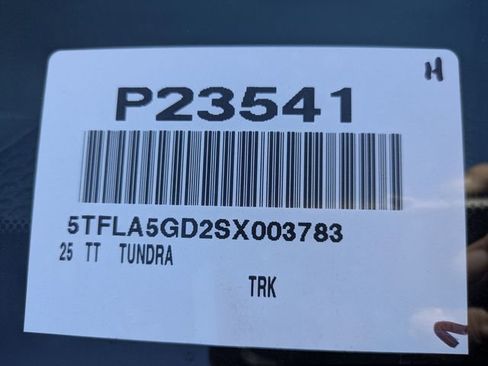 H
P23541
5TFLA5GD2SX003783
25 TT TUNDRA
TRK